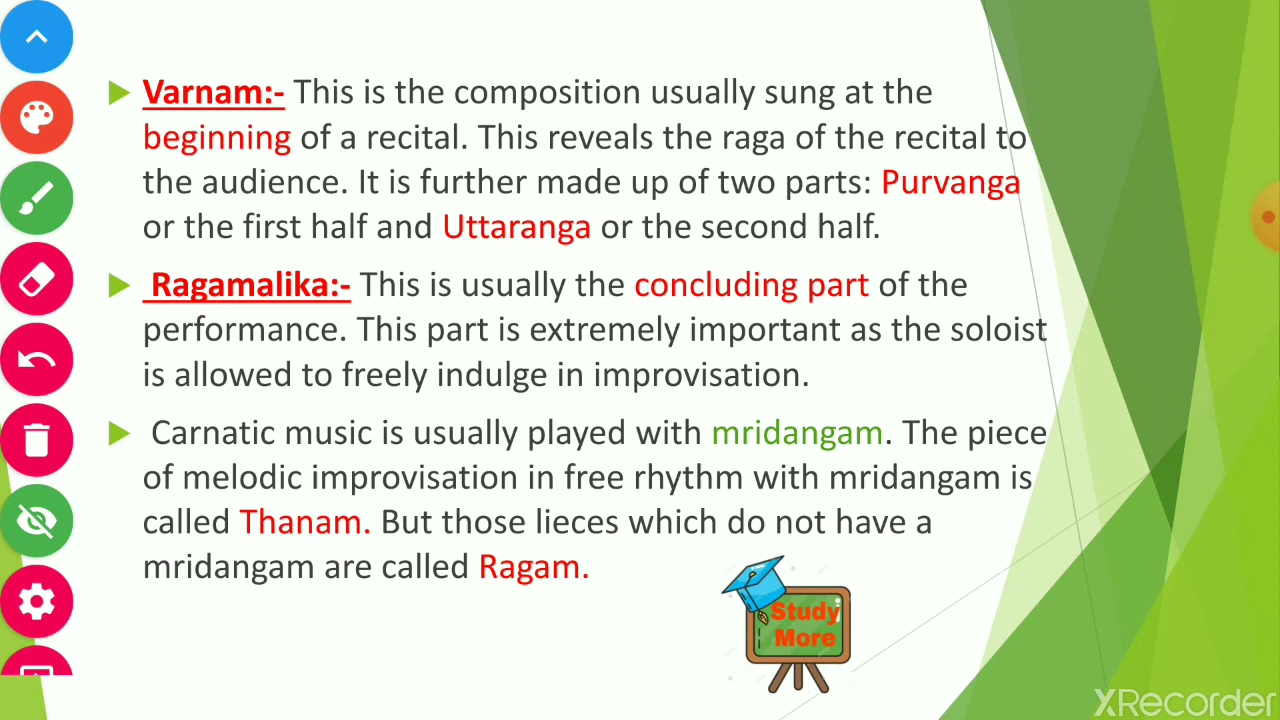 Varnam:- This is the composition usually sung at the
beginning of a recital. This reveals the raga of the recital to
the audience. It is further made up of two parts: Purvanga
or the first half and Uttaranga or the second half.
Ragamalika:- This is usually the concluding part of the
performance. This part is extremely important as the soloist
is allowed to freely indulge in improvisation.
Carnatic music is usually played with mridangam. The piece
of melodic improvisation in free rhythm with mridangam is
called Thanam. But those lieces which do not have a
mridangam are called Ragam.
Study
More
XRecorder